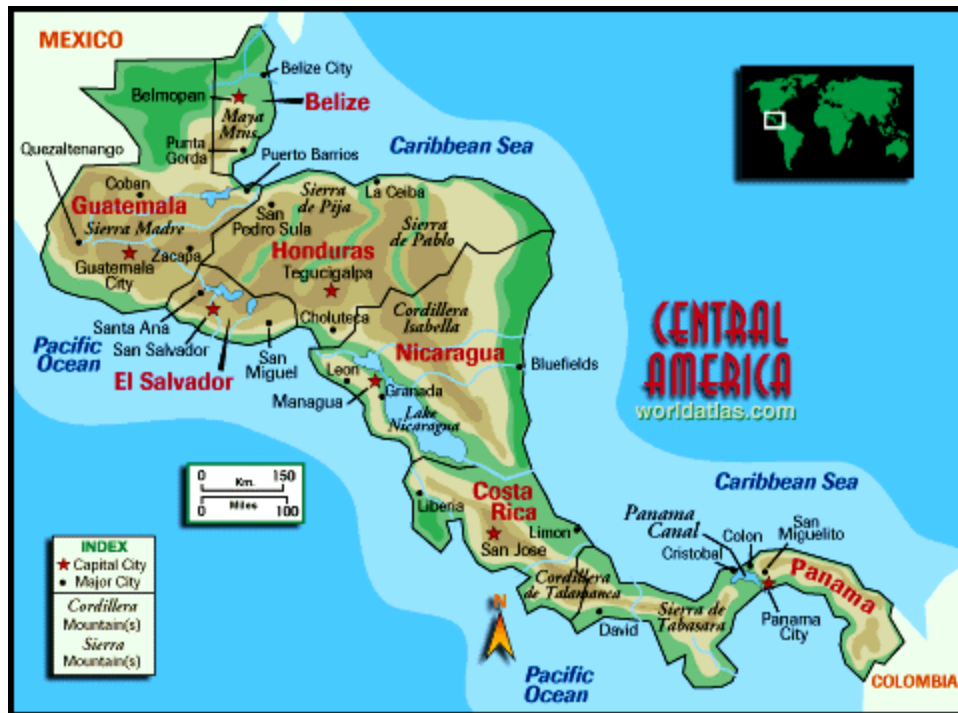 MEXICO
Belize City
Belmopan
Belize
Maya
Mtns.
Punta
Gorda
Quezaltenango
Puerto Barrios
Caribbean Sea
Coban
Guatemala
Sierra Madre
Zacapa
Guatemala
City
Sierra
de Pija
La Ceiba
San
Pedro Sula
Sierra
de Pablo
Honduras
Tegucigalpa
Choluteca
Cordillera
Isabella
Santa Ana
San Salvador
El Salvador
San
Miguel
Pacific
Ocean
Nicaragua
Leon
Managua
Granada
Lake
Nicaragua
Bluefields
CENTRAL
AMERICA
worldatlas.com
0 Km. 150
0 Miles 100
Costa
Rica
Liberia
Limon
San Jose
Caribbean Sea
Panama
Canal
Colon
San
Miguelito
Cristobal
Panama
Panama
City
Cordillera
de Talamanca
Sierra de
Tabasara
David
N
Pacific
Ocean
COLOMBIA
INDEX
Capital City
Major City
Cordillera
Mountain(s)
Sierra
Mountain(s)